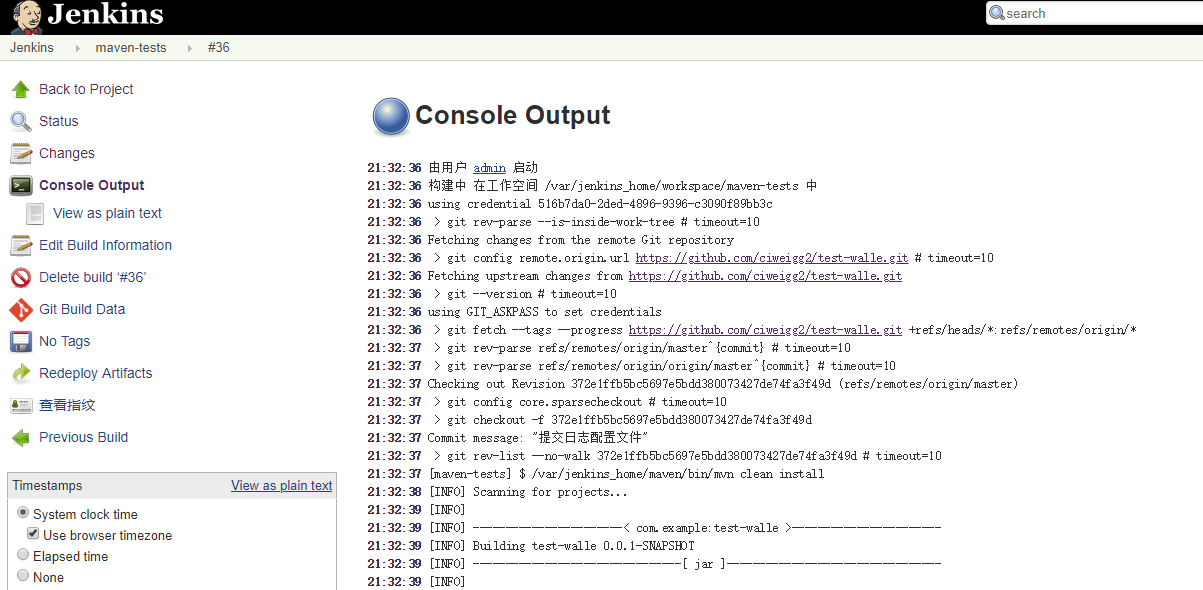 Jenkins
search
Jenkins maven-tests #36
Back to Project
Status
Changes
Console Output
View as plain text
Edit Build Information
Delete build ‘#36’
Git Build Data
No Tags
Redeploy Artifacts
查看指纹
Previous Build
Timestamps View as plain text
System clock time
Use browser timezone
Elapsed time
None
Console Output
21:32:36 由用户 admin 启动
21:32:36 构建中 在工作空间 /var/jenkins_home/workspace/maven-tests 中
21:32:36 using credential 516b7da0-2ded-4896-9396-c3090f89bb3c
21:32:36 > git rev-parse --is-inside-work-tree # timeout=10
21:32:36 Fetching changes from the remote Git repository
21:32:36 > git config remote.origin.url https://github.com/ciweigg2/test-walle.git # timeout=10
21:32:36 Fetching upstream changes from https://github.com/ciweigg2/test-walle.git
21:32:36 > git --version # timeout=10
21:32:36 using GIT_ASKPASS to set credentials
21:32:36 > git fetch --tags --progress https://github.com/ciweigg2/test-walle.git +refs/heads/*:refs/remotes/origin/*
21:32:37 > git rev-parse refs/remotes/origin/master^{commit} # timeout=10
21:32:37 > git rev-parse refs/remotes/origin/origin/master^{commit} # timeout=10
21:32:37 Checking out Revision 372e1ffb5bc5697e5bdd380073427de74fa3f49d (refs/remotes/origin/master)
21:32:37 > git config core.sparsecheckout # timeout=10
21:32:37 > git checkout -f 372e1ffb5bc5697e5bdd380073427de74fa3f49d
21:32:37 Commit message: "提交日志配置文件"
21:32:37 > git rev-list --no-walk 372e1ffb5bc5697e5bdd380073427de74fa3f49d # timeout=10
21:32:37 [maven-tests] $ /var/jenkins_home/maven/bin/mvn clean install
21:32:38 [INFO] Scanning for projects...
21:32:39 [INFO]
21:32:39 [INFO] -----------------------< com.example:test-walle >-----------------------
21:32:39 [INFO] Building test-walle 0.0.1-SNAPSHOT
21:32:39 [INFO] --------------------------------[ jar ]---------------------------------
21:32:39 [INFO]